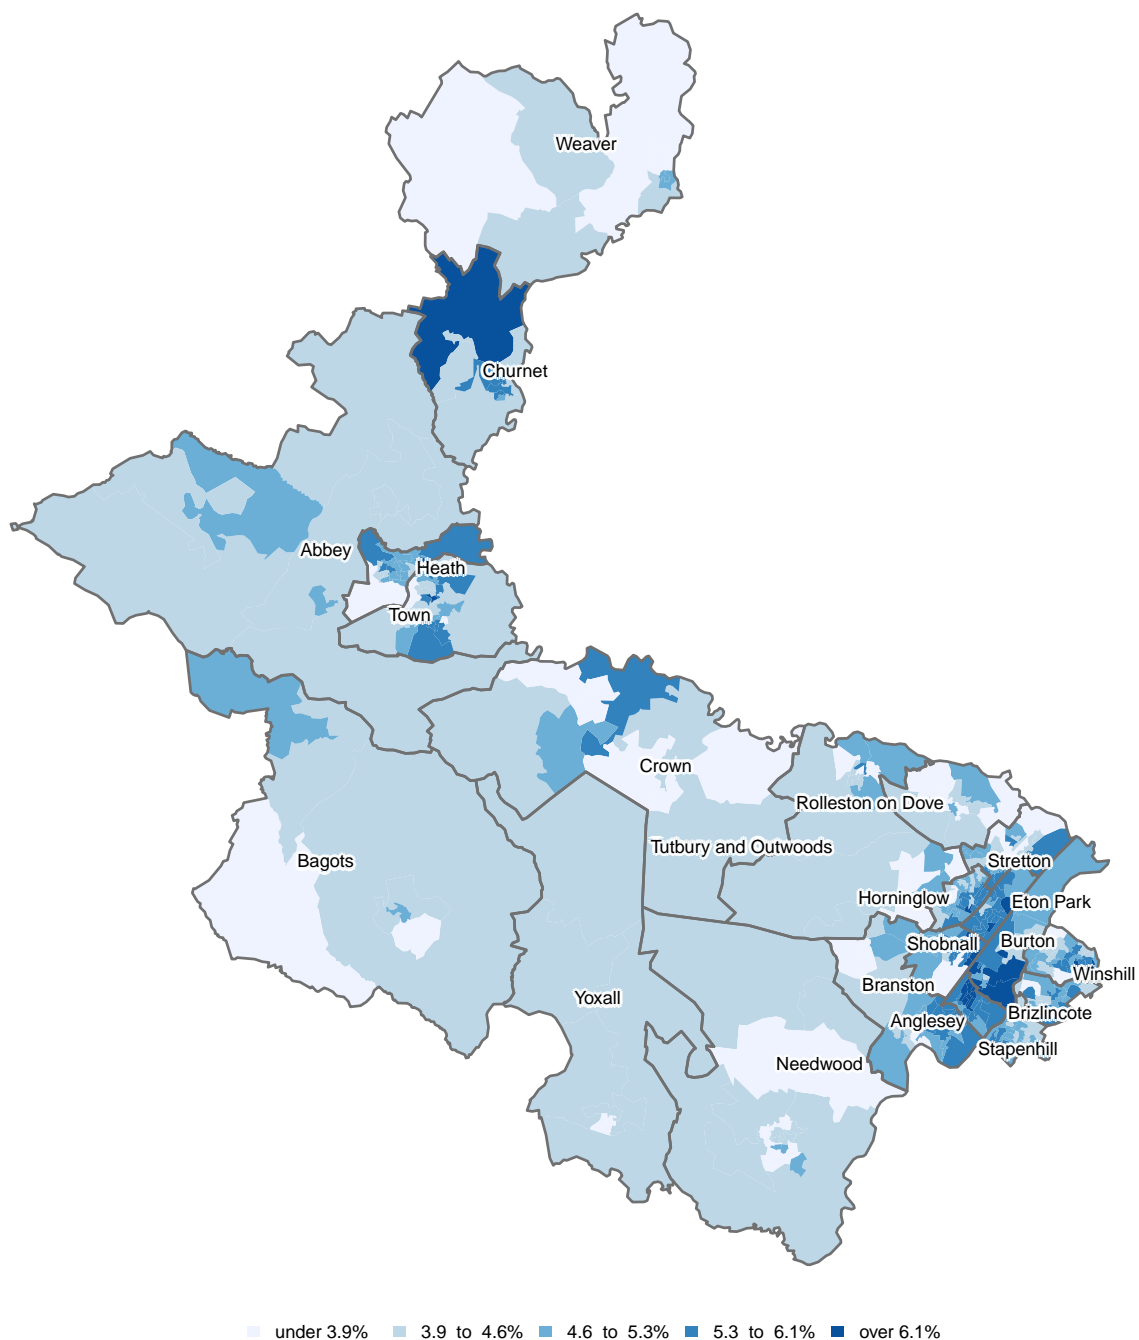 Weaver
Churnet
Abbey
Heath
Town
Crown
Rolleston on Dove
Tutbury and Outwoods
Bagots
Stretton
Horninglow
Eton Park
Shobnall
Burton
Winshill
Branston
Yoxall
Anglesey
Brizlincote
Stapenhill
Needwood
under 3.9% 3.9 to 4.6% 4.6 to 5.3% 5.3 to 6.1% over 6.1%